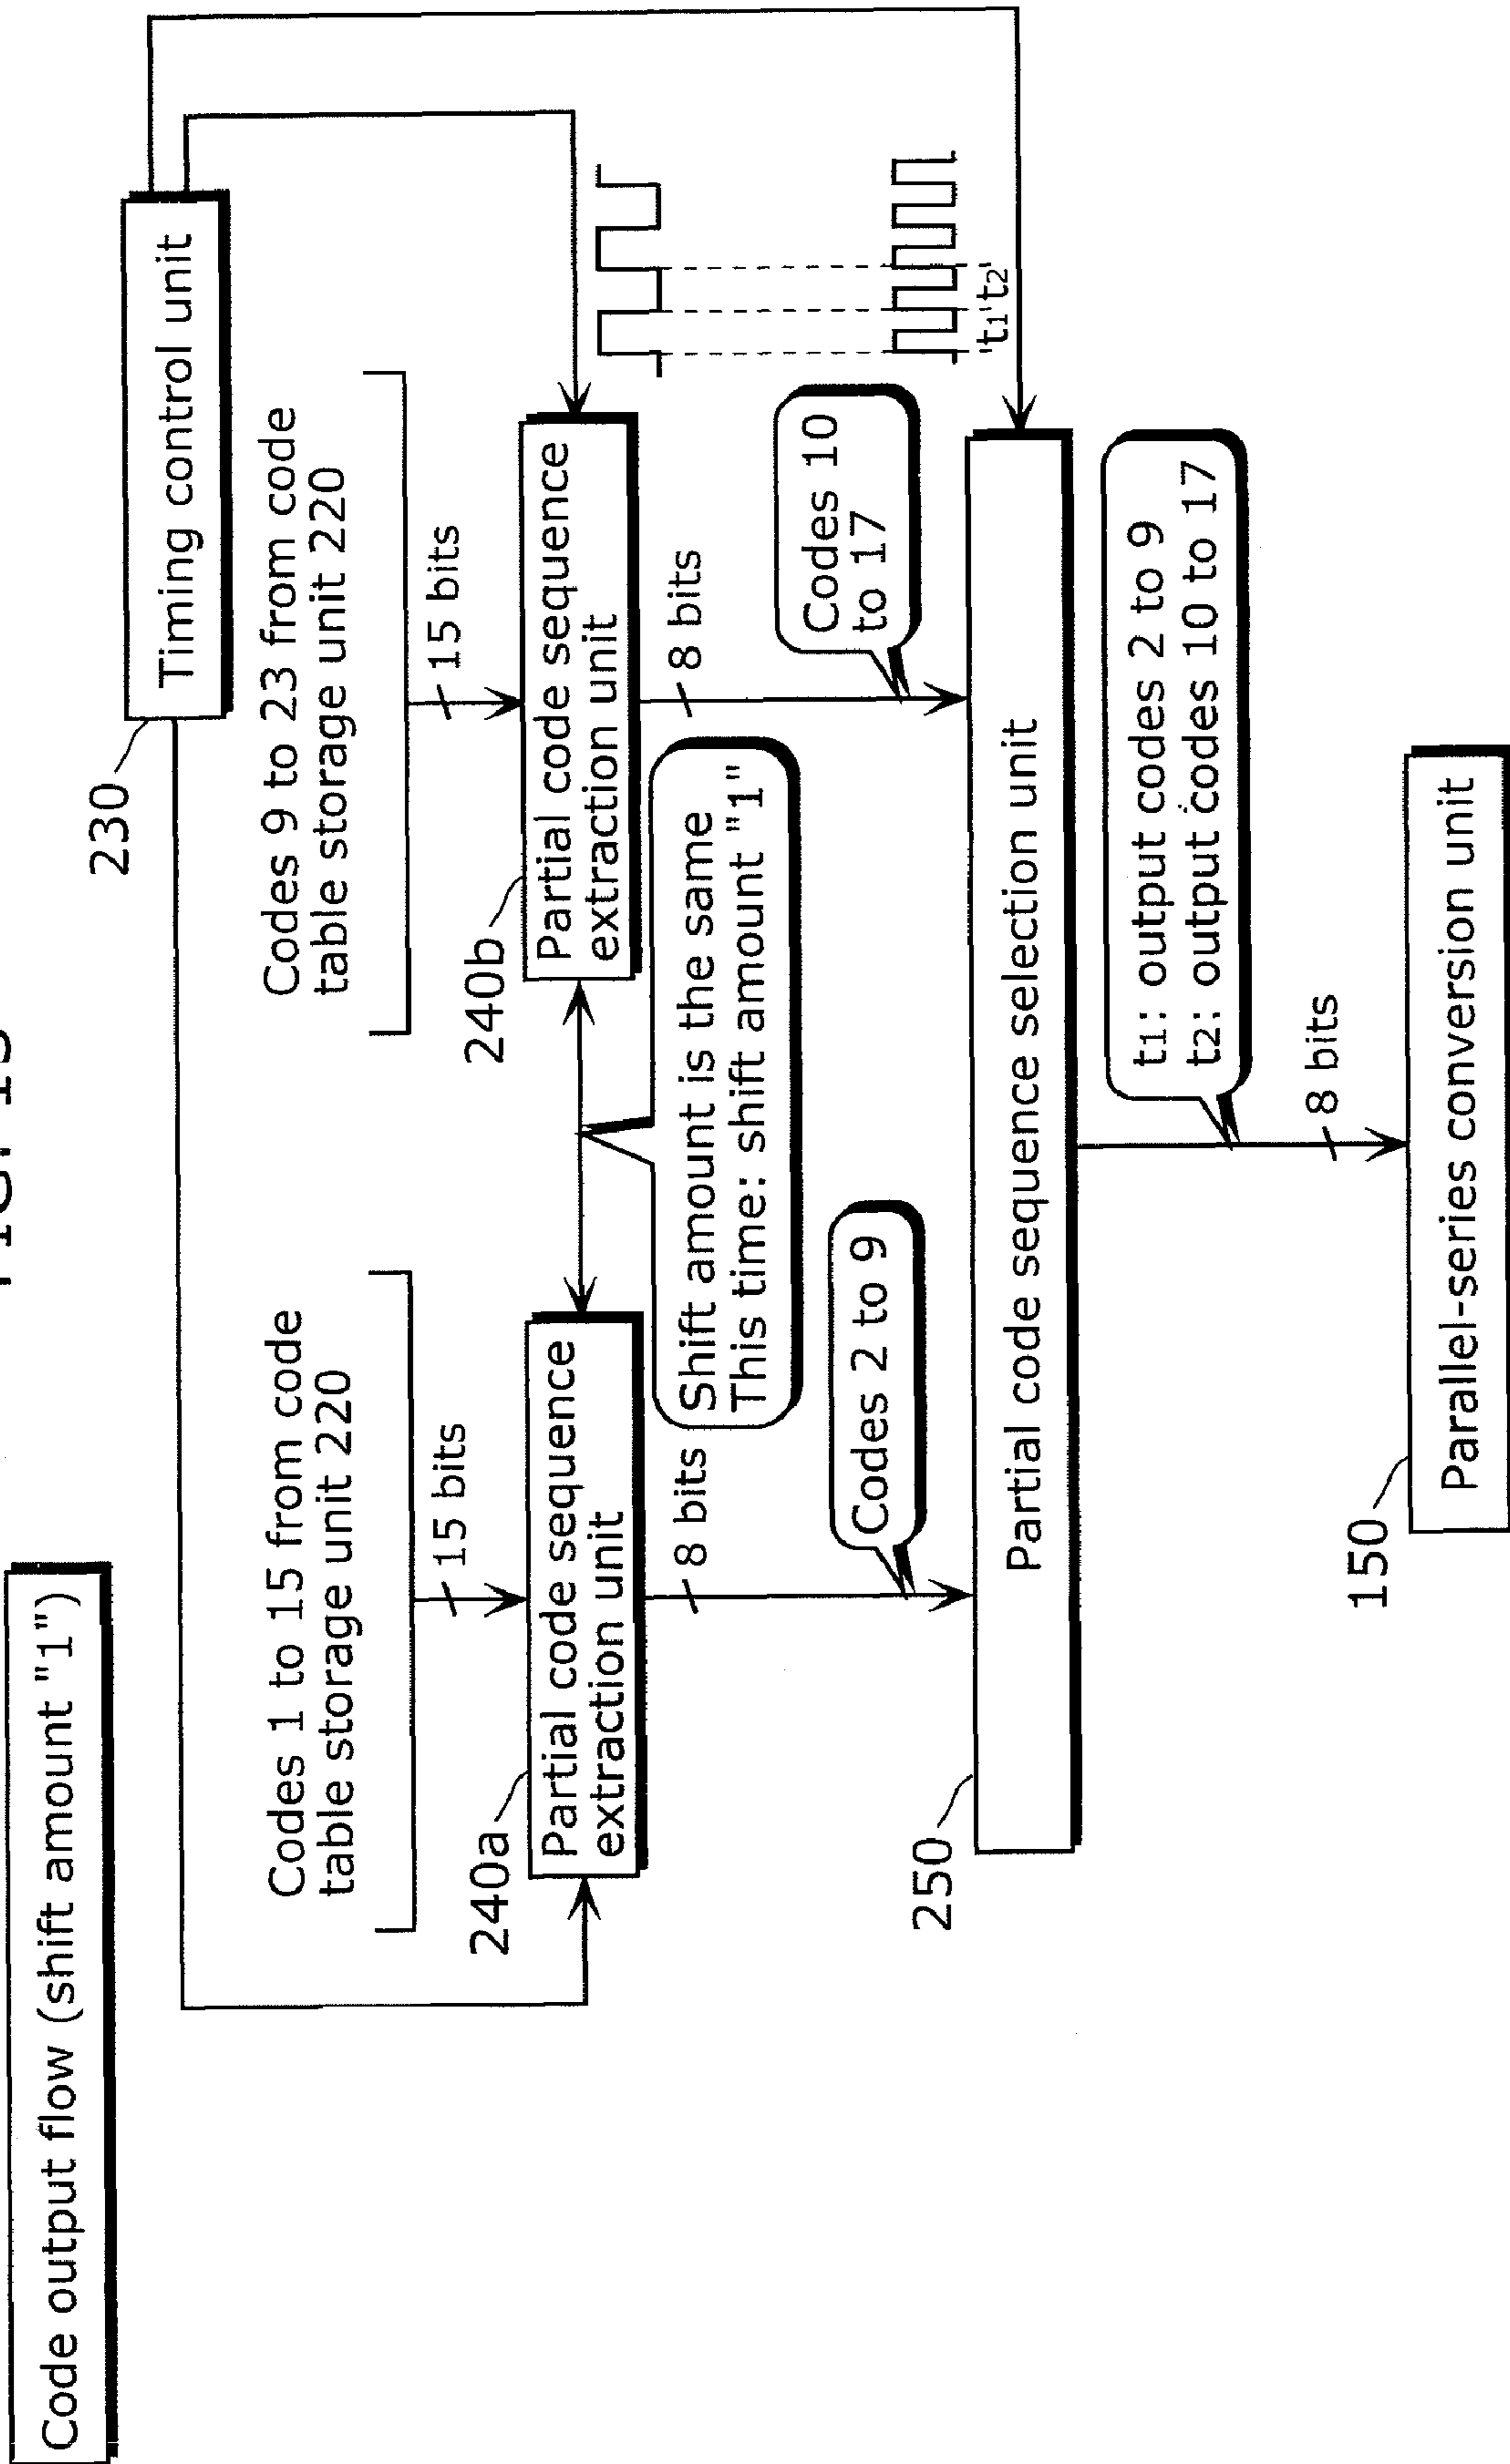 FIG.
Code output flow (shift amount "1")
230
Timing control unit
Codes 1 to 15 from code
table storage unit 220
Codes 9 to 23 from code
table storage unit 220
15 bits
15 bits
240a
Partial code sequence
extraction unit
240b
Partial code sequence
extraction unit
8 bits
Shift amount is the same
This time: shift amount "1"
8 bits
Codes 2 to 9
Codes 10
to 17
t1 t2
250
Partial code sequence selection unit
t1: output codes 2 to 9
t2: output codes 10 to 17
8 bits
150
Parallel-series conversion unit